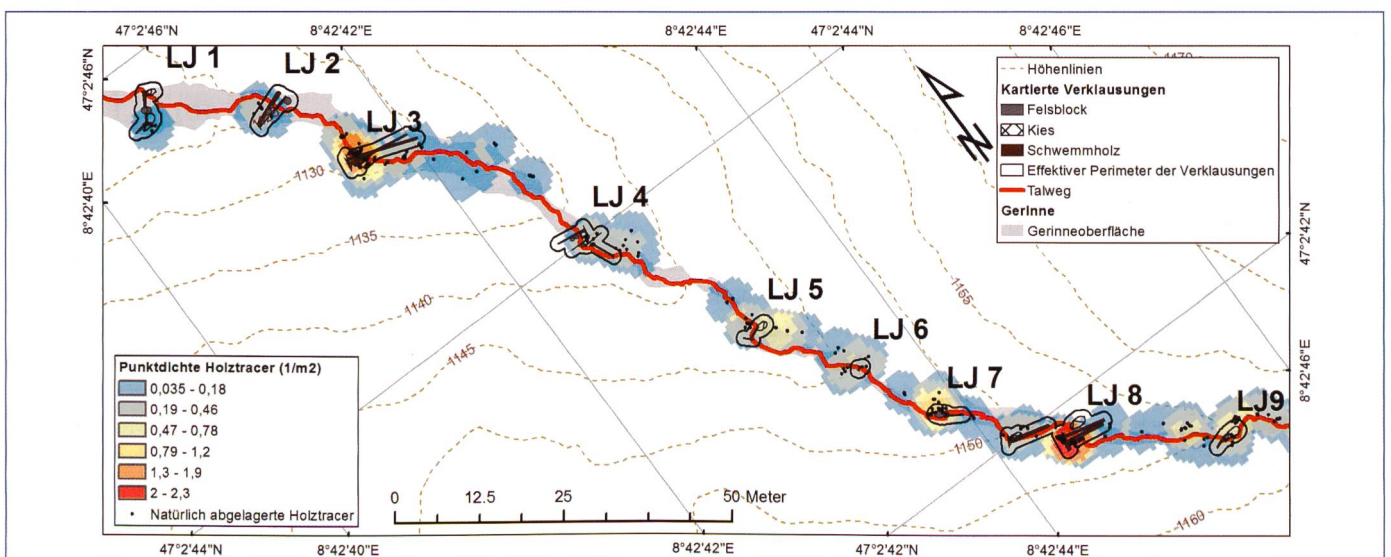 47°2'46"N
8°42'42"E
8°42'44"E
47°2'44"N
8°42'46"E
47°2'46"N
8°42'40"E
LJ 1
LJ 2
LJ 3
LJ 4
LJ 5
LJ 6
LJ 7
LJ 8
LJ9
1130
1135
1140
1145
1150
1155
1160
1170
Höhenlinien
Kartierte Verklausungen
Felsblock
Kies
Schwemmholz
Effektiver Perimeter der Verklausungen
Talweg
Gerinne
Gerinneoberfläche
47°2'42"N
8°42'46"E
Punktdichte Holztracer (1/m2)
0,035 - 0,18
0,19 - 0,46
0,47 - 0,78
0,79 - 1,2
1,3 - 1,9
2 - 2,3
Natürlich abgelagerte Holztracer
0 12.5 25 50 Meter
47°2'44"N
8°42'40"E
8°42'42"E
47°2'42"N
8°42'44"E